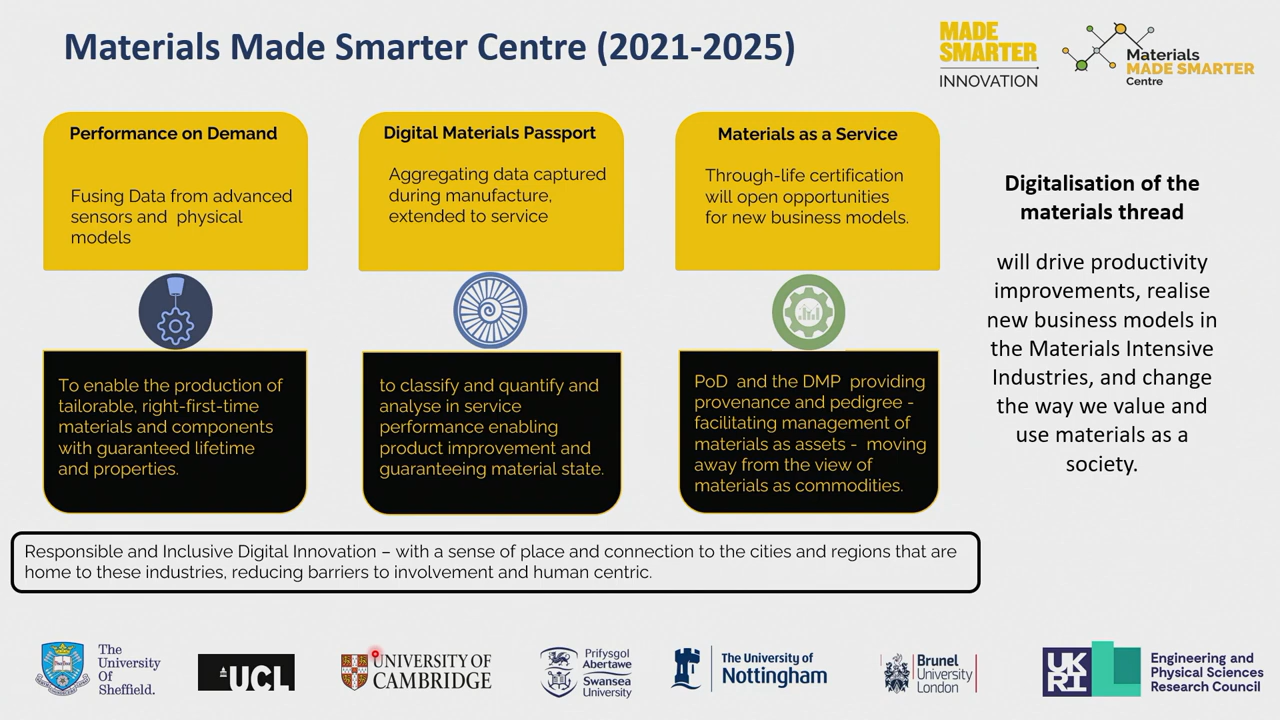 Materials Made Smarter Centre (2021-2025)
MADE
SMARTER
INNOVATION
Materials
MADE SMARTER
Centre
Performance on Demand
Fusing Data from advanced
sensors and physical
models
To enable the production of
tailorable, right-first-time
materials and components
with guaranteed lifetime
and properties.
Digital Materials Passport
Aggregating data captured
during manufacture,
extended to service
to classify and quantify and
analyse in service
performance enabling
product improvement and
guaranteeing material state.
Materials as a Service
Through-life certification
will open opportunities
for new business models.
PoD and the DMP providing
provenance and pedigree -
facilitating management of
materials as assets - moving
away from the view of
materials as commodities.
Digitalisation of the
materials thread
will drive productivity
improvements, realise
new business models in
the Materials Intensive
Industries, and change
the way we value and
use materials as a
society.
Responsible and Inclusive Digital Innovation – with a sense of place and connection to the cities and regions that are
home to these industries, reducing barriers to involvement and human centric.
The
University
Of
Sheffield.
UCL
UNIVERSITY OF
CAMBRIDGE
Prifysgol
Abertawe
Swansea
University
The University of
Nottingham
Brunel
University
London
UK
RI
Engineering and
Physical Sciences
Research Council